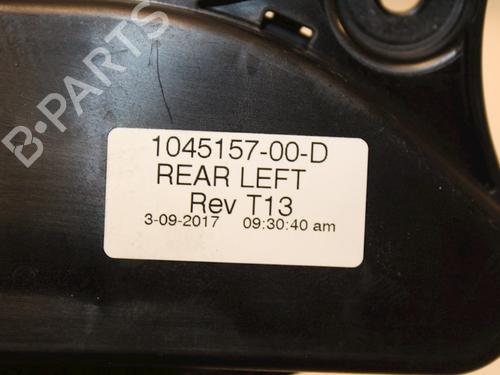 B-PARTS
1045157-00-D
REAR LEFT
Rev T13
3-09-2017 09:30:40 am